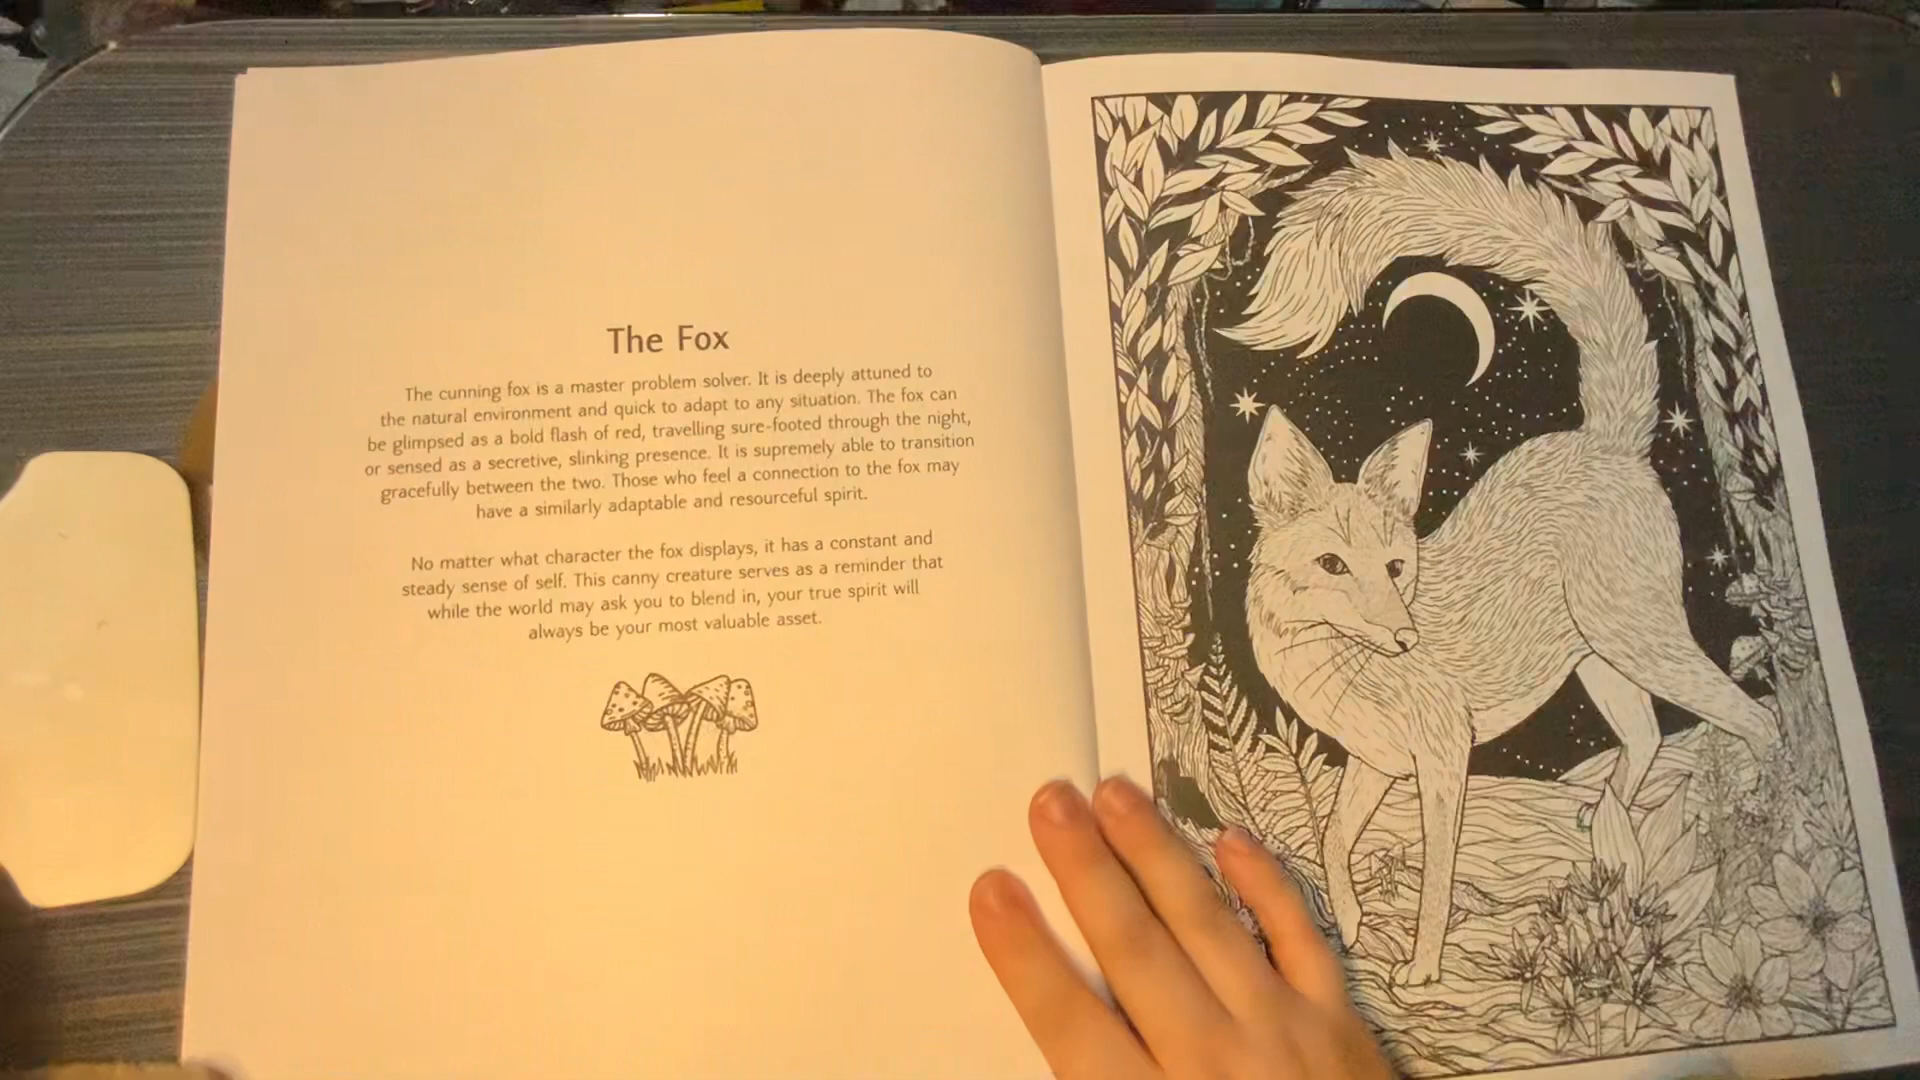 The Fox
The cunning fox is a master problem solver. It is deeply attuned to
the natural environment and quick to adapt to any situation. The fox can
be glimpsed as a bold flash of red, travelling sure-footed through the night,
or sensed as a secretive, slinking presence. It is supremely able to transition
gracefully between the two. Those who feel a connection to the fox may
have a similarly adaptable and resourceful spirit.
No matter what character the fox displays, it has a constant and
steady sense of self. This canny creature serves as a reminder that
while the world may ask you to blend in, your true spirit will
always be your most valuable asset.